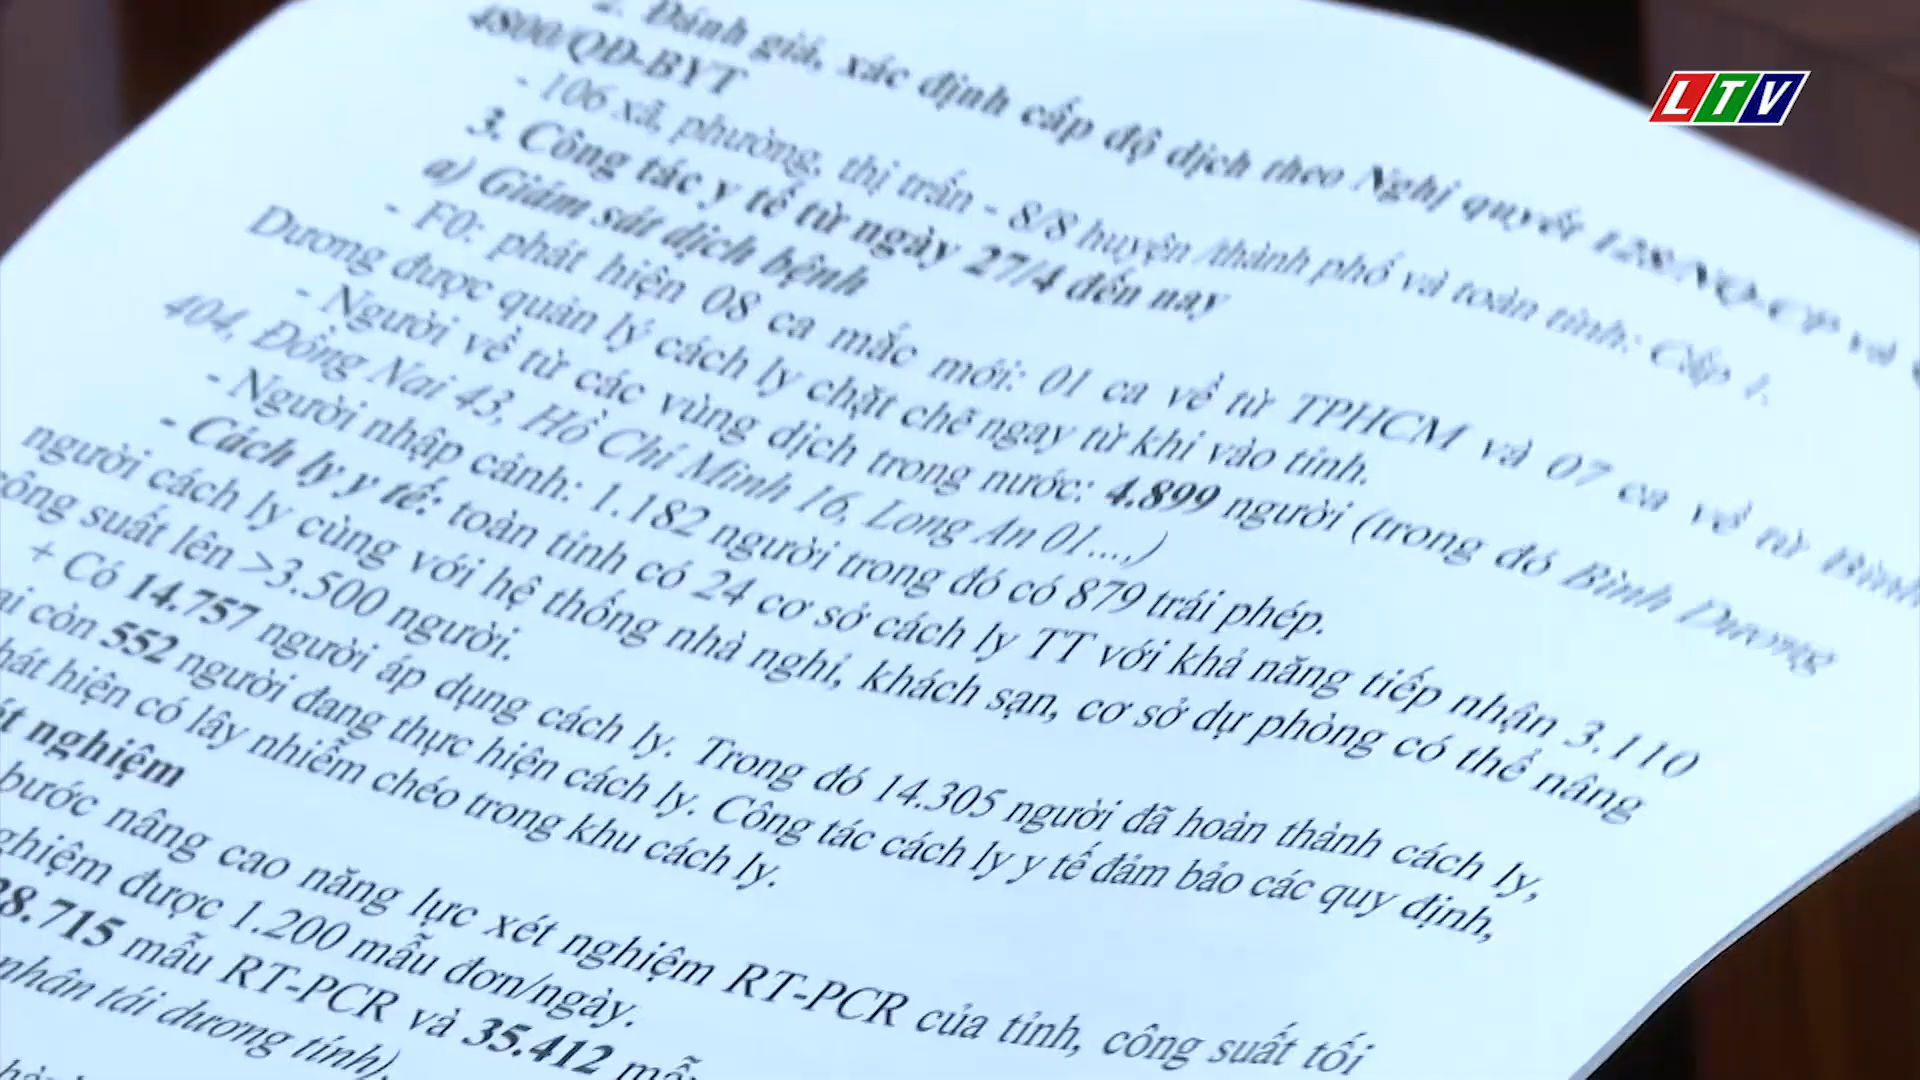 LTV
2. Đánh giá, xác định cấp độ dịch theo Nghị quyết 128/NQ-CP và
4800/QĐ-BYT
- 106 xã, phường, thị trấn - 8/8 huyện /thành phố và toàn tỉnh: Cấp 1.
3. Công tác y tế từ ngày 27/4 đến nay
a) Giám sát dịch bệnh
- F0: phát hiện 08 ca mắc mới: 01 ca về từ TPHCM và 07 ca về từ Bình
Dương được quản lý cách ly chặt chẽ ngay từ khi vào tỉnh.
- Người về từ các vùng dịch trong nước: 4.899 người (trong đó Bình Dương
404, Đồng Nai 43, Hồ Chí Minh 16, Long An 01...,)
- Người nhập cảnh: 1.182 người trong đó có 879 trái phép.
- Cách ly y tế: toàn tỉnh có 24 cơ sở cách ly TT với khả năng tiếp nhận 3.110
người cách ly cùng với hệ thống nhà nghỉ, khách sạn, cơ sở dự phòng có thể nâng
công suất lên >3.500 người.
+ Có 14.757 người áp dụng cách ly. Trong đó 14.305 người đã hoàn thành cách ly,
còn 552 người đang thực hiện cách ly. Công tác cách ly y tế đảm bảo các quy định,
hát hiện có lây nhiễm chéo trong khu cách ly.
t nghiệm
bước nâng cao năng lực xét nghiệm RT-PCR của tỉnh, công suất tối
ghiệm được 1.200 mẫu đơn/ngày.
8.715 mẫu RT-PCR và 35.412
nhân tái dương tính).